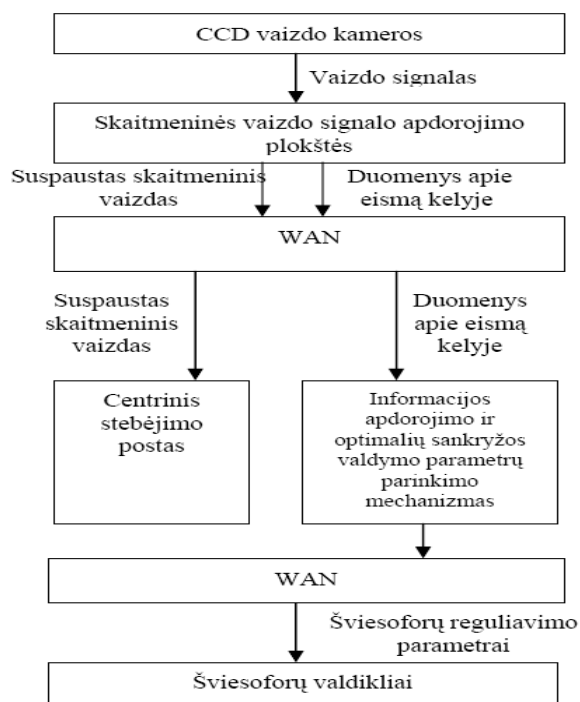 CCD vaizdo kameros
Vaizdo signalas
Skaitmeninės vaizdo signalo apdorojimo
plokštės
Suspaustas skaitmeninis
vaizdas
Duomenys apie
eismą kelyje
WAN
Suspaustas
skaitmeninis
vaizdas
Duomenys
apie eismą
kelyje
Centrinis
stebėjimo
postas
Informacijos
apdorojimo ir
optimalių sankryžos
valdymo parametrų
parinkimo
mechanizmas
WAN
Šviesoforų reguliavimo
parametrai
Šviesoforų valdikliai